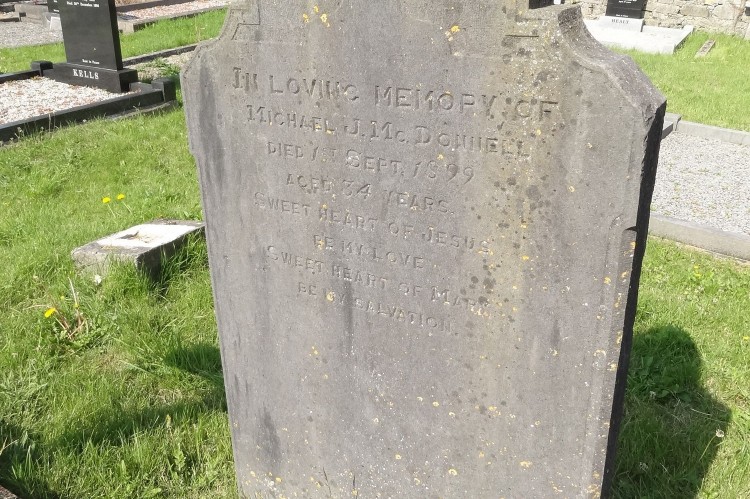 IN LOVING MEMORY OF
MICHAEL J. MC DONNELL
DIED 1ST SEPT. 1899
AGED 34 YEARS.
SWEET HEART OF JESUS
BE MY LOVE
SWEET HEART OF MARY
BE MY SALVATION.
KELLS
HEALY